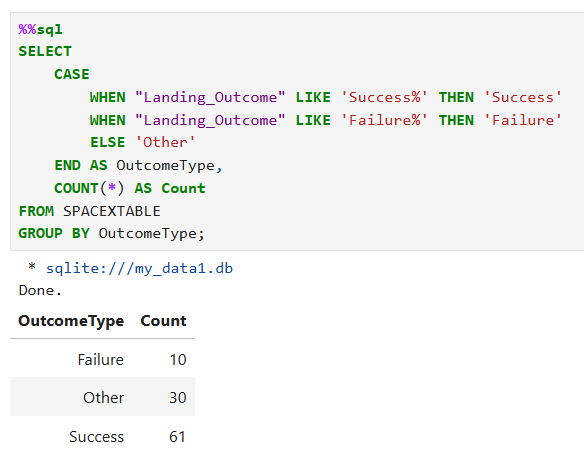 %%sql
SELECT
    CASE
        WHEN "Landing_Outcome" LIKE 'Success%' THEN 'Success'
        WHEN "Landing_Outcome" LIKE 'Failure%' THEN 'Failure'
        ELSE 'Other'
    END AS OutcomeType,
    COUNT(*) AS Count
FROM SPACEXTABLE
GROUP BY OutcomeType;
* sqlite:///my_data1.db
Done.
OutcomeType Count
Failure 10
Other 30
Success 61